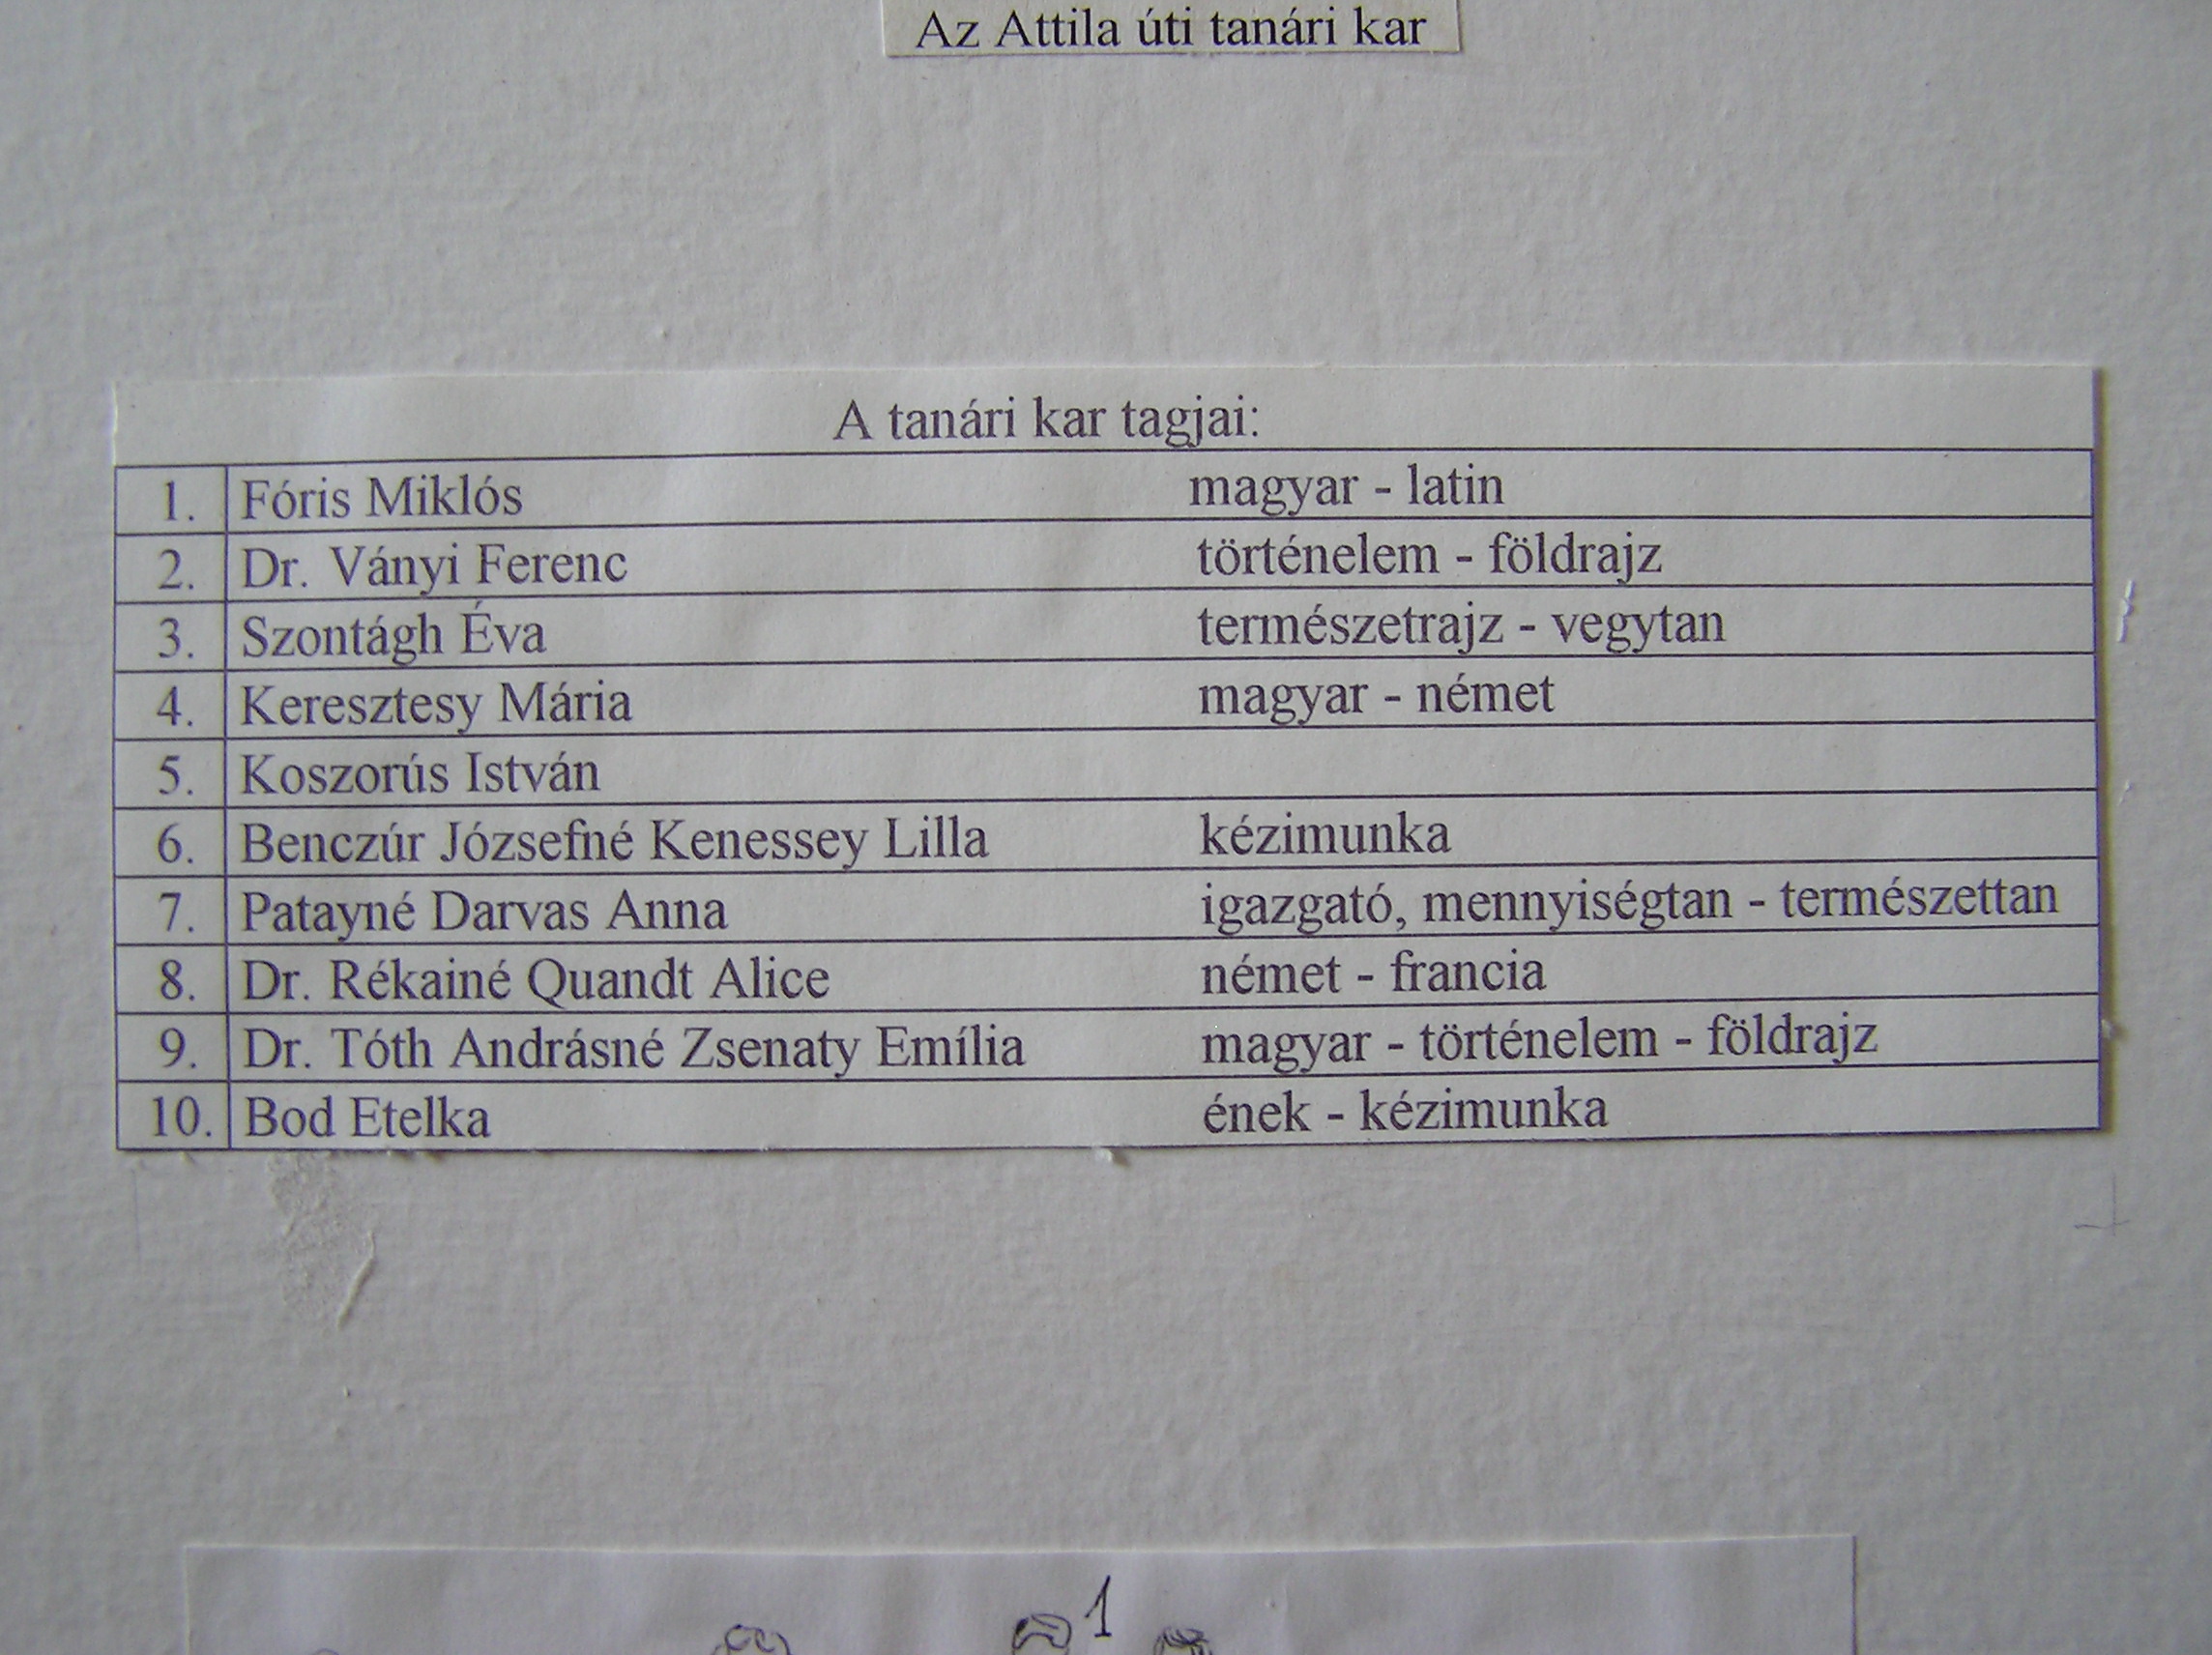 Az Attila úti tanári kar
A tanári kar tagjai:
1. Fóris Miklós magyar - latin
2. Dr. Ványi Ferenc történelem - földrajz
3. Szontágh Éva természetrajz - vegytan
4. Keresztesy Mária magyar - német
5. Koszorús István
6. Benczúr Józsefné Kenessey Lilla kézimunka
7. Patayné Darvas Anna igazgató, mennyiségtan - természettan
8. Dr. Rékainé Quandt Alice német - francia
9. Dr. Tóth Andrásné Zsenaty Emília magyar - történelem - földrajz
10. Bod Etelka ének - kézimunka
1